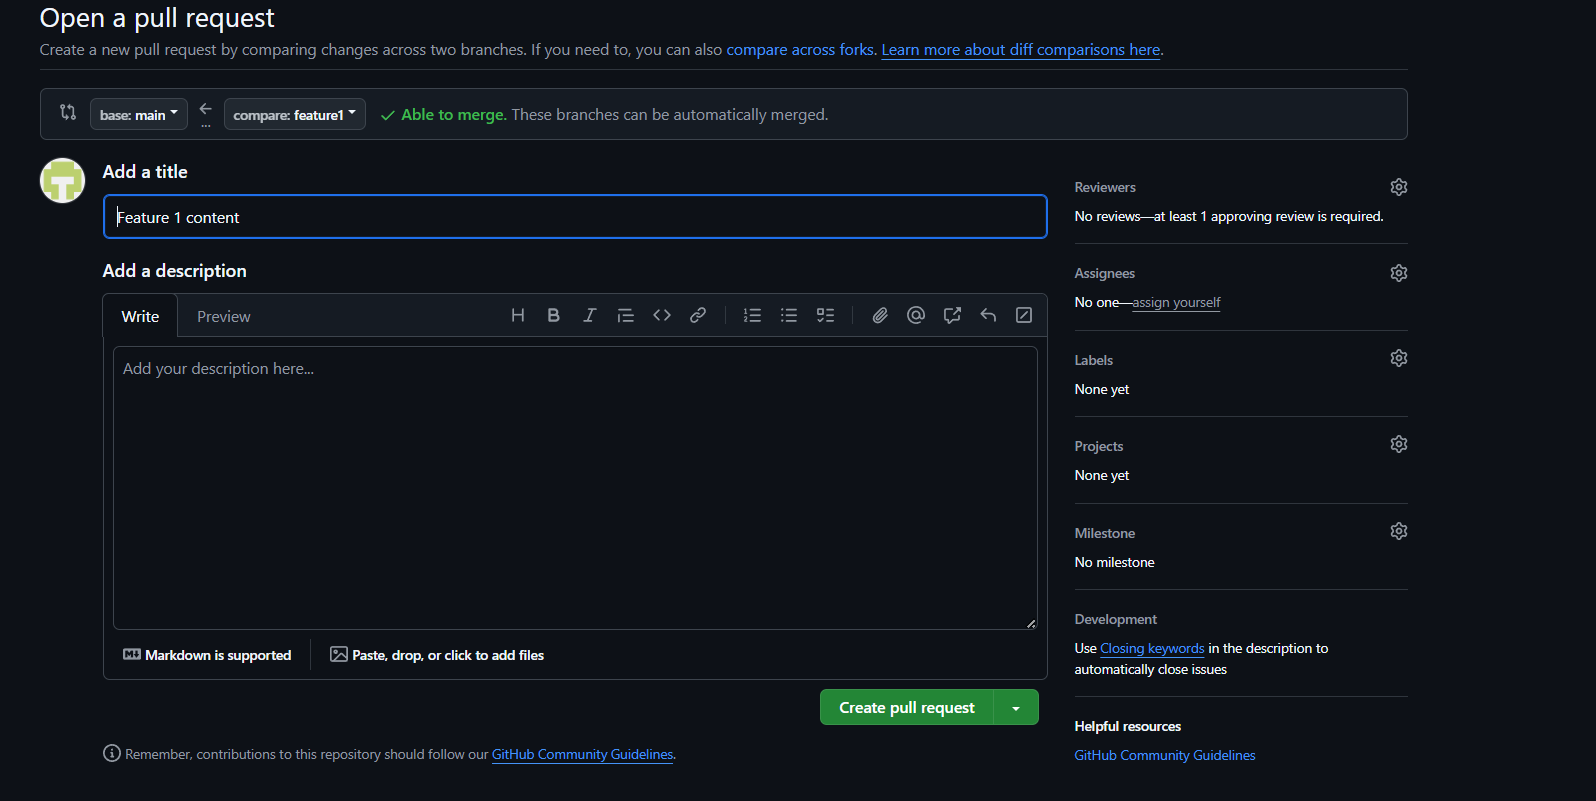 Open a pull request
Create a new pull request by comparing changes across two branches. If you need to, you can also compare across forks. Learn more about diff comparisons here.
base: main
...
compare: feature1
Able to merge. These branches can be automatically merged.
Add a title
Feature 1 content
Add a description
Write
Preview
H B I
Add your description here...
Markdown is supported
Paste, drop, or click to add files
Create pull request
Remember, contributions to this repository should follow our GitHub Community Guidelines.
Reviewers
No reviews—at least 1 approving review is required.
Assignees
No one—assign yourself
Labels
None yet
Projects
None yet
Milestone
No milestone
Development
Use Closing keywords in the description to
automatically close issues
Helpful resources
GitHub Community Guidelines